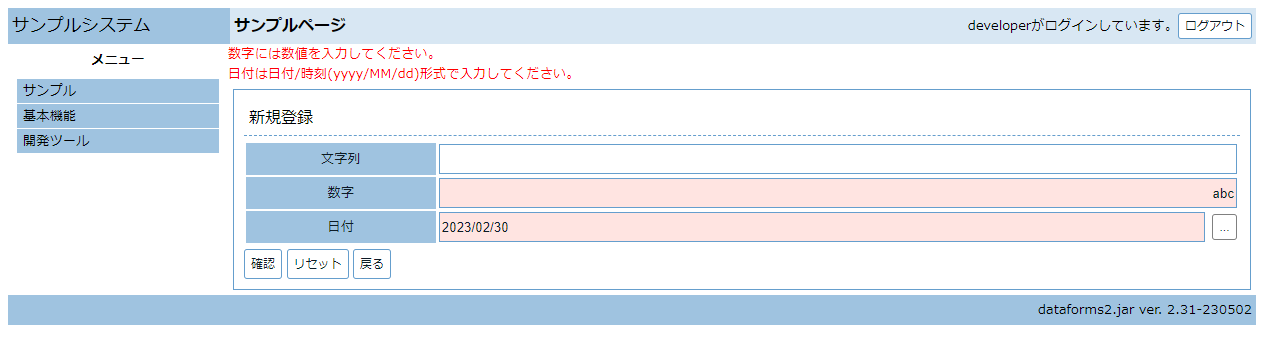 サンプルシステム
サンプルページ
developerがログインしています。 ログアウト
メニュー
サンプル
基本機能
開発ツール
数字には数値を入力してください。
日付は日付/時刻(yyyy/MM/dd)形式で入力してください。
新規登録
文字列
数字 abc
日付 2023/02/30 ...
確認 リセット 戻る
dataforms2.jar ver. 2.31-230502